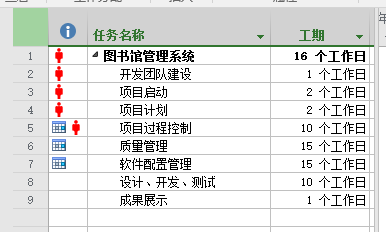 任务名称 工期
1 图书馆管理系统 16 个工作日
2 开发团队建设 1 个工作日
3 项目启动 2 个工作日
4 项目计划 2 个工作日
5 项目过程控制 10 个工作日
6 质量管理 15 个工作日
7 软件配置管理 15 个工作日
8 设计、开发、测试 10 个工作日
9 成果展示 1 个工作日